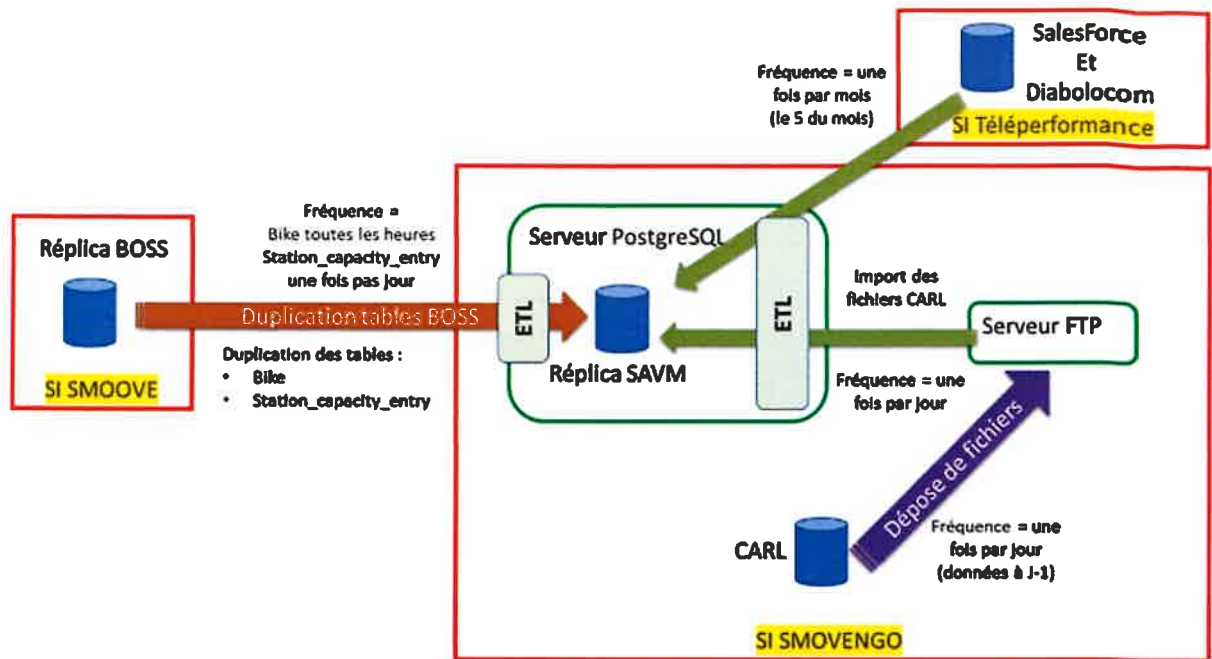 SalesForce
Et
Diabolocom
SI Téléperformance
Fréquence = une
fois par mois
(le 5 du mois)
Réplica BOSS
SI SMOOVE
Fréquence =
Bike toutes les heures
Station_capacity_entry
une fois pas jour
Duplication tables BOSS
Duplication des tables :
• Bike
• Station_capacity_entry
Serveur PostgreSQL
ETL
Réplica SAVM
ETL
Import des
fichiers CARL
Fréquence = une
fois par jour
Serveur FTP
Dépose de fichiers
CARL
Fréquence = une
fois par jour
(données à J-1)
SI SMOVENGO